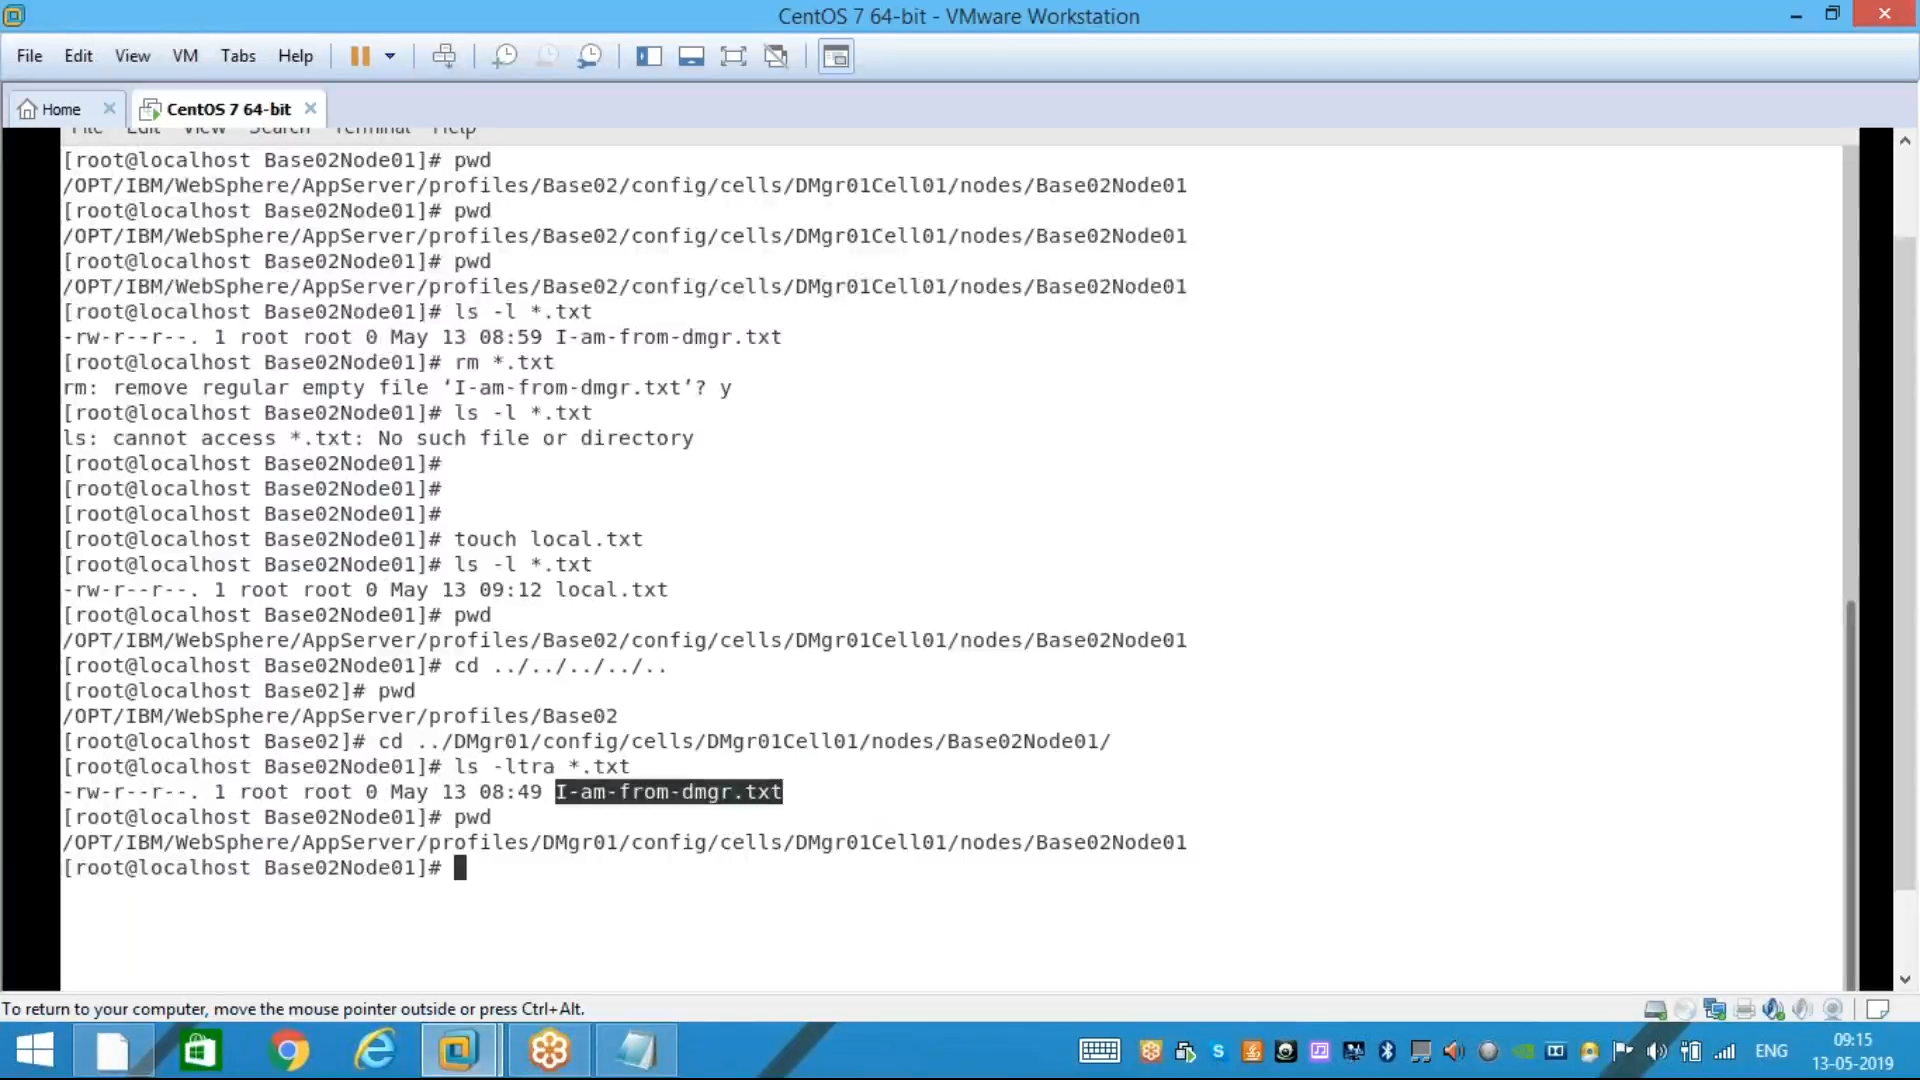 CentOS 7 64-bit - VMware Workstation
File Edit View VM Tabs Help
Home CentOS 7 64-bit
File Edit View Search Terminal Help
[root@localhost Base02Node01]# pwd
/OPT/IBM/WebSphere/AppServer/profiles/Base02/config/cells/DMgr01Cell01/nodes/Base02Node01
[root@localhost Base02Node01]# pwd
/OPT/IBM/WebSphere/AppServer/profiles/Base02/config/cells/DMgr01Cell01/nodes/Base02Node01
[root@localhost Base02Node01]# pwd
/OPT/IBM/WebSphere/AppServer/profiles/Base02/config/cells/DMgr01Cell01/nodes/Base02Node01
[root@localhost Base02Node01]# ls -l *.txt
-rw-r--r--. 1 root root 0 May 13 08:59 I-am-from-dmgr.txt
[root@localhost Base02Node01]# rm *.txt
rm: remove regular empty file ‘I-am-from-dmgr.txt’? y
[root@localhost Base02Node01]# ls -l *.txt
ls: cannot access *.txt: No such file or directory
[root@localhost Base02Node01]#
[root@localhost Base02Node01]#
[root@localhost Base02Node01]#
[root@localhost Base02Node01]# touch local.txt
[root@localhost Base02Node01]# ls -l *.txt
-rw-r--r--. 1 root root 0 May 13 09:12 local.txt
[root@localhost Base02Node01]# pwd
/OPT/IBM/WebSphere/AppServer/profiles/Base02/config/cells/DMgr01Cell01/nodes/Base02Node01
[root@localhost Base02Node01]# cd ../../../../..
[root@localhost Base02]# pwd
/OPT/IBM/WebSphere/AppServer/profiles/Base02
[root@localhost Base02]# cd ../DMgr01/config/cells/DMgr01Cell01/nodes/Base02Node01/
[root@localhost Base02Node01]# ls -ltra *.txt
-rw-r--r--. 1 root root 0 May 13 08:49 I-am-from-dmgr.txt
[root@localhost Base02Node01]# pwd
/OPT/IBM/WebSphere/AppServer/profiles/DMgr01/config/cells/DMgr01Cell01/nodes/Base02Node01
[root@localhost Base02Node01]#
To return to your computer, move the mouse pointer outside or press Ctrl+Alt.
ENG
09:15
13-05-2019